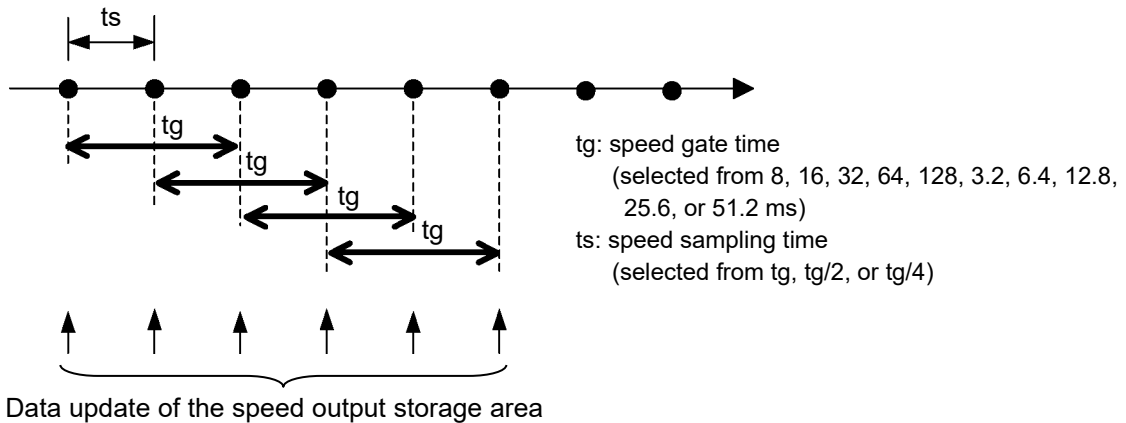 ts
tg
tg
tg
tg
tg: speed gate time
(selected from 8, 16, 32, 64, 128, 3.2, 6.4, 12.8,
25.6, or 51.2 ms)
ts: speed sampling time
(selected from tg, tg/2, or tg/4)
Data update of the speed output storage area